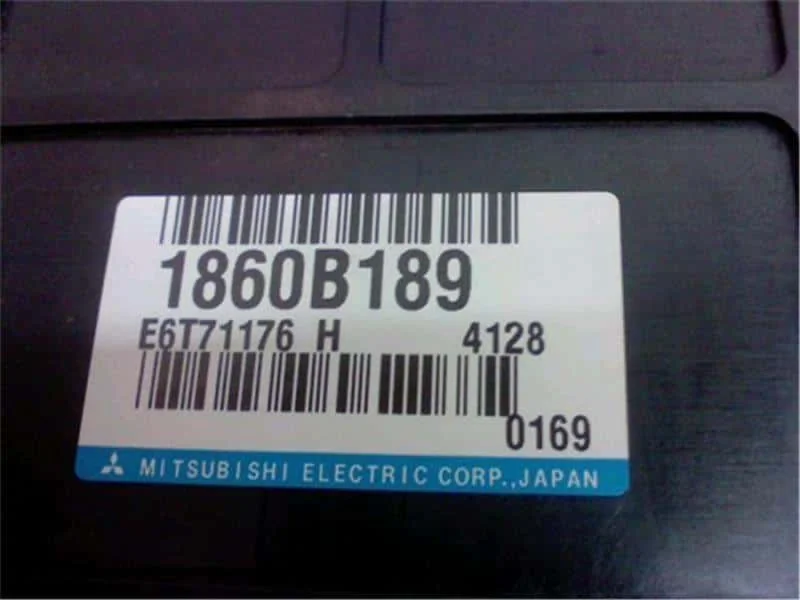 1860B189
E6T71176 H 4128
0169
MITSUBISHI ELECTRIC CORP.,JAPAN